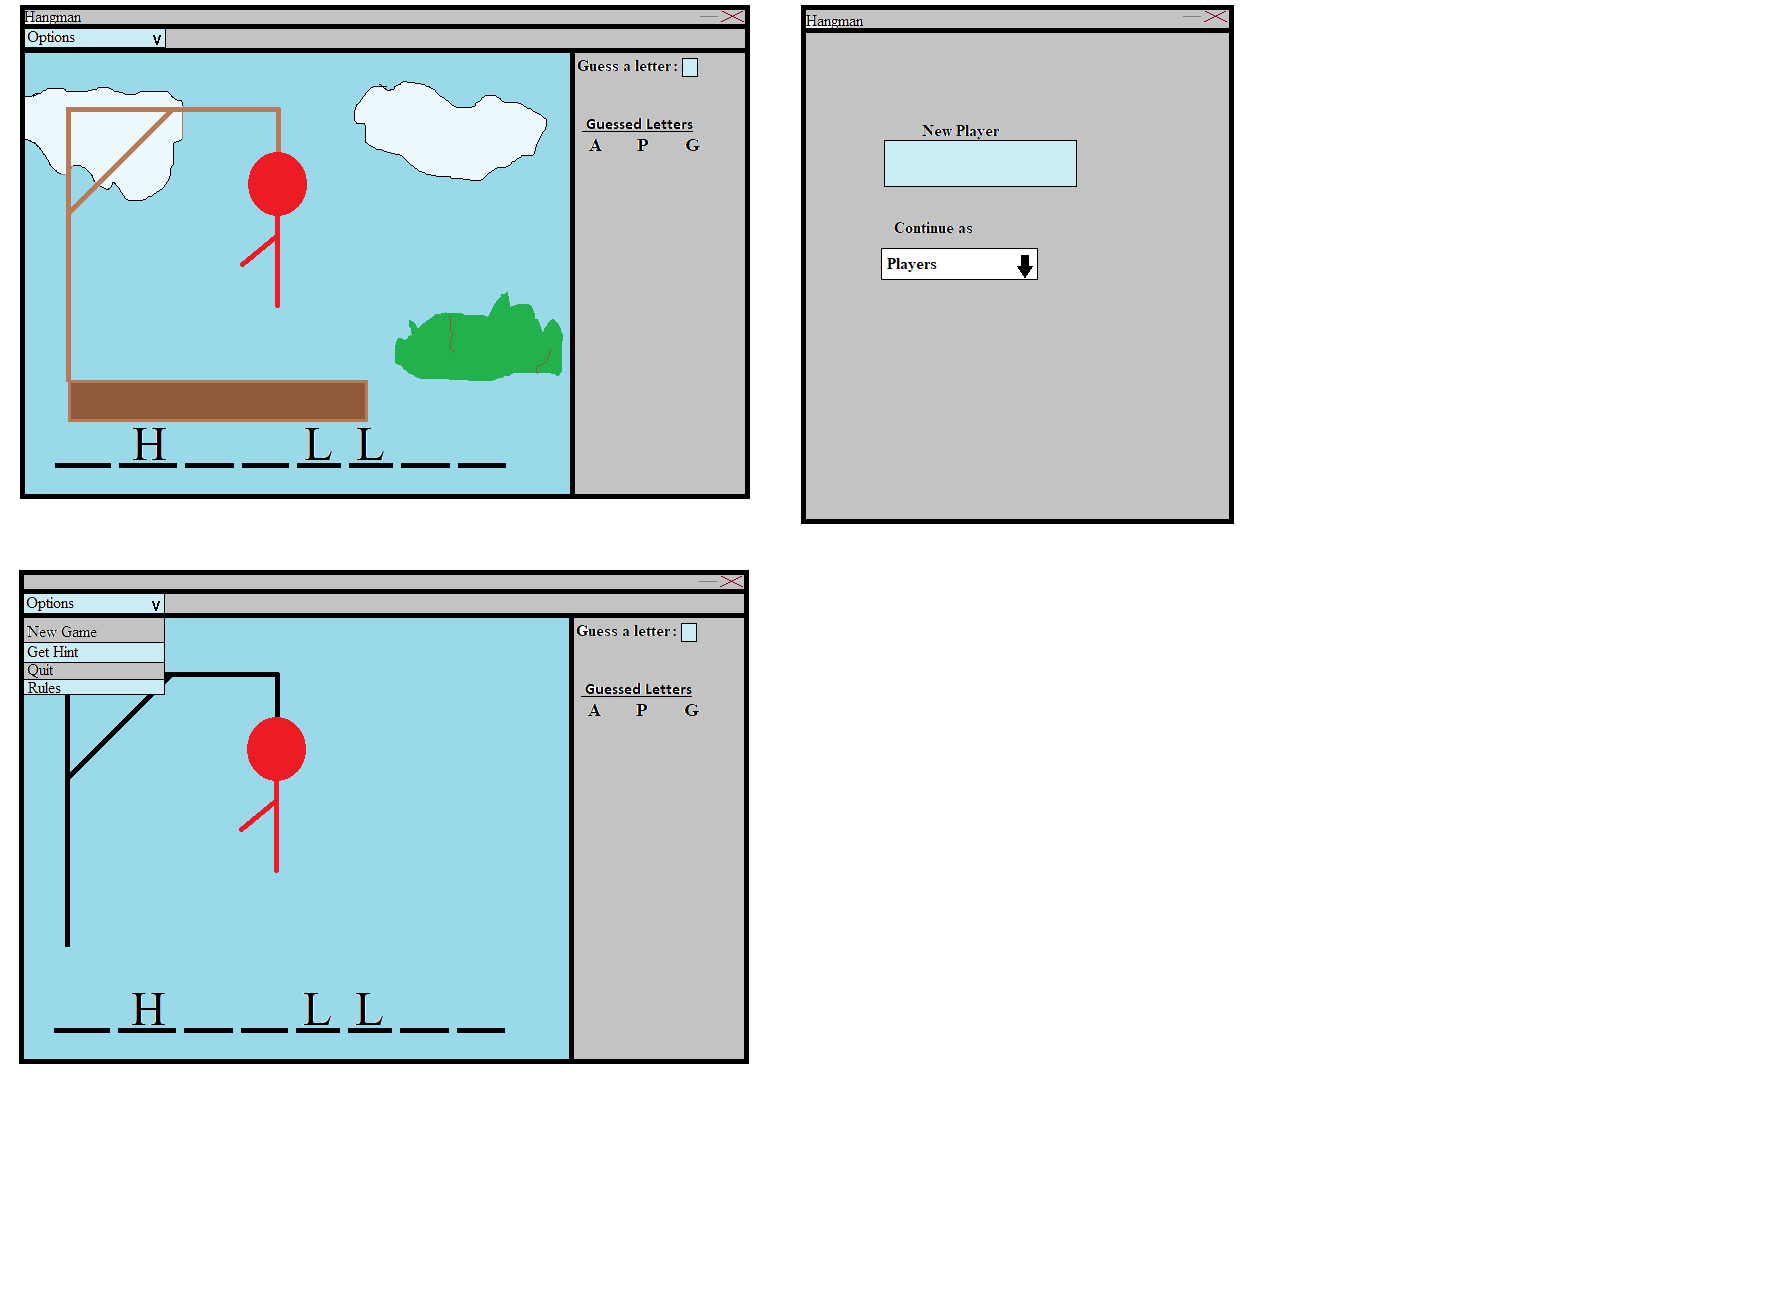 Hangman
Options v
Guess a letter:
Guessed Letters
A P G
H L L
Hangman
New Player
Continue as
Players
Options v
New Game
Get Hint
Quit
Rules
Guess a letter:
Guessed Letters
A P G
H L L